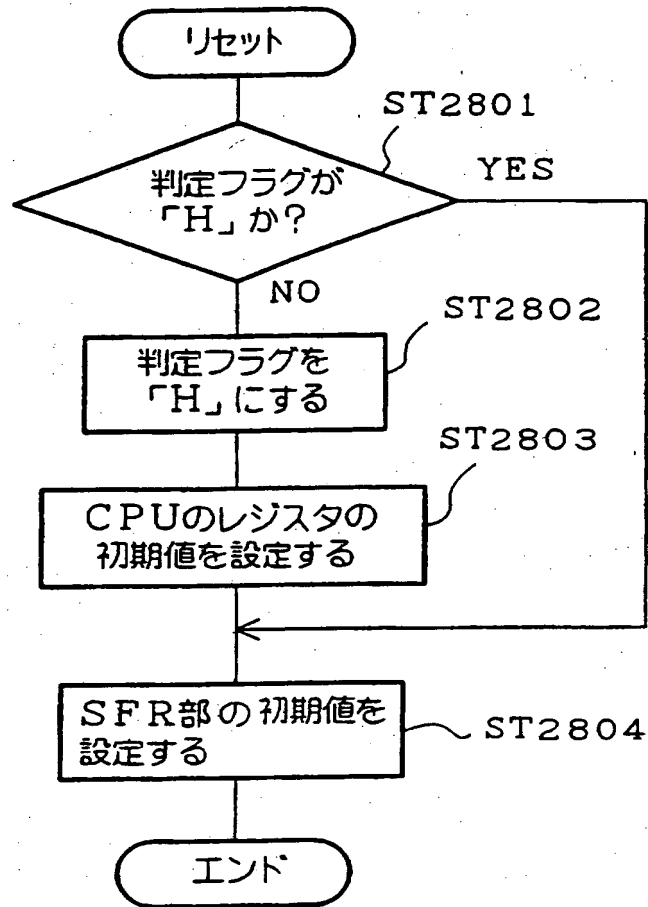 リセット
ST2801
判定フラグが
「H」か?
YES
NO
ST2802
判定フラグを
「H」にする
ST2803
CPUのレジスタの
初期値を設定する
SFR部の初期値を
設定する
ST2804
エンド